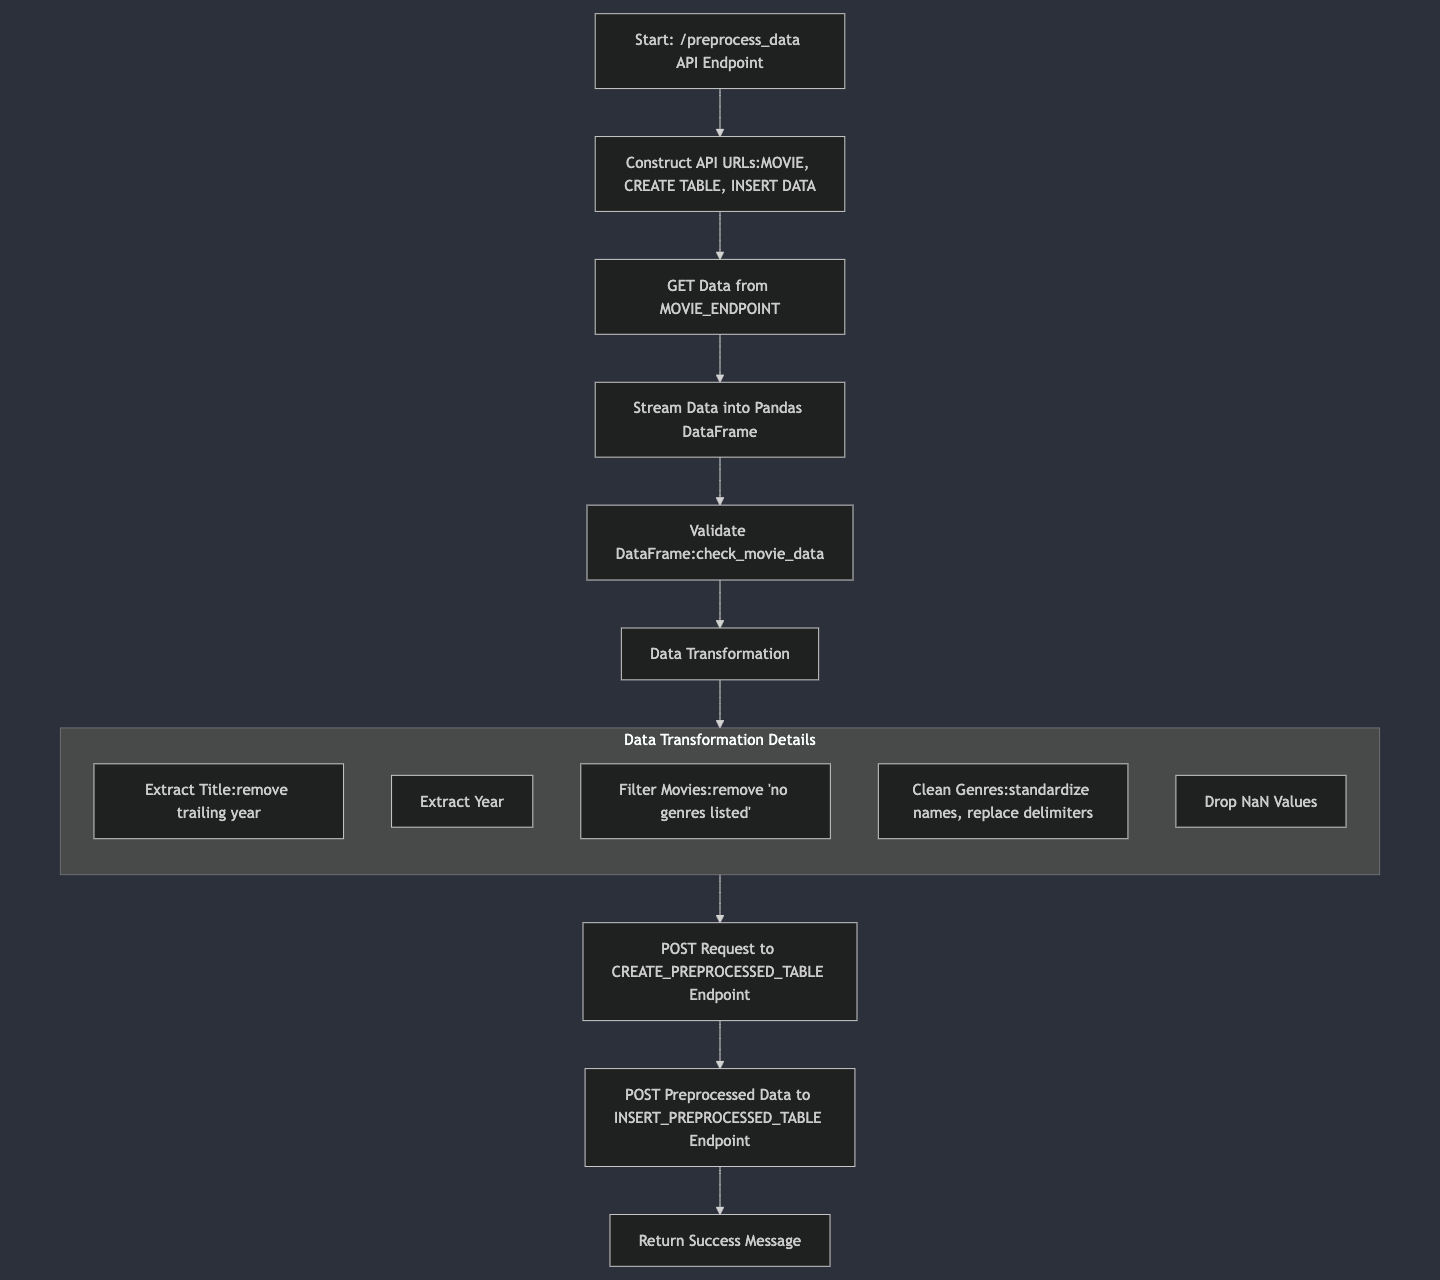 Start: /preprocess_data
API Endpoint
Construct API URLs:MOVIE,
CREATE TABLE, INSERT DATA
GET Data from
MOVIE_ENDPOINT
Stream Data into Pandas
DataFrame
Validate
DataFrame:check_movie_data
Data Transformation
Data Transformation Details
Extract Title:remove
trailing year
Extract Year
Filter Movies:remove 'no
genres listed'
Clean Genres:standardize
names, replace delimiters
Drop NaN Values
POST Request to
CREATE_PREPROCESSED_TABLE
Endpoint
POST Preprocessed Data to
INSERT_PREPROCESSED_TABLE
Endpoint
Return Success Message